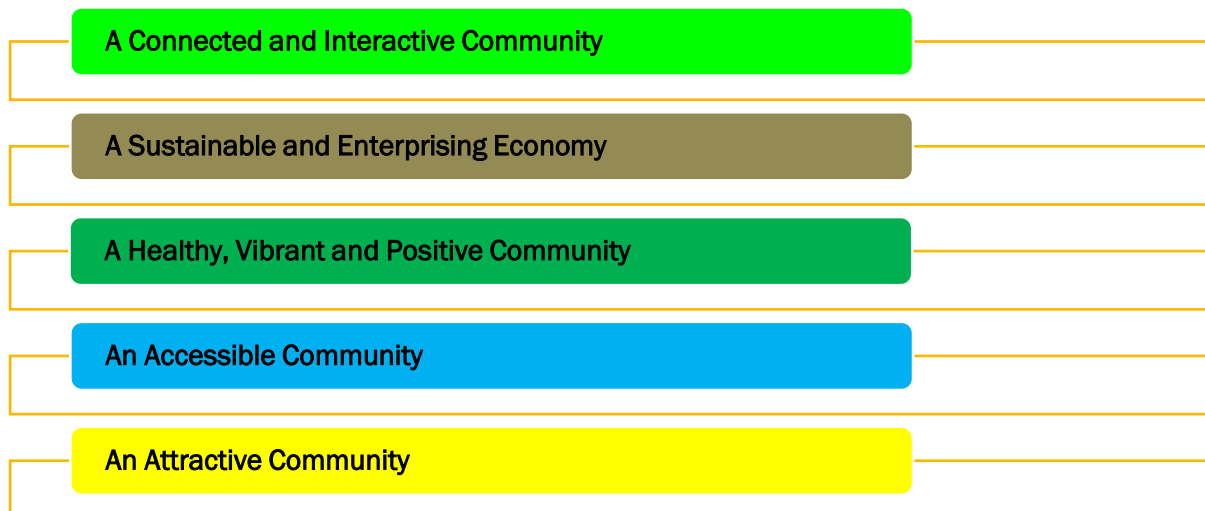 A Connected and Interactive Community
A Sustainable and Enterprising Economy
A Healthy, Vibrant and Positive Community
An Accessible Community
An Attractive Community